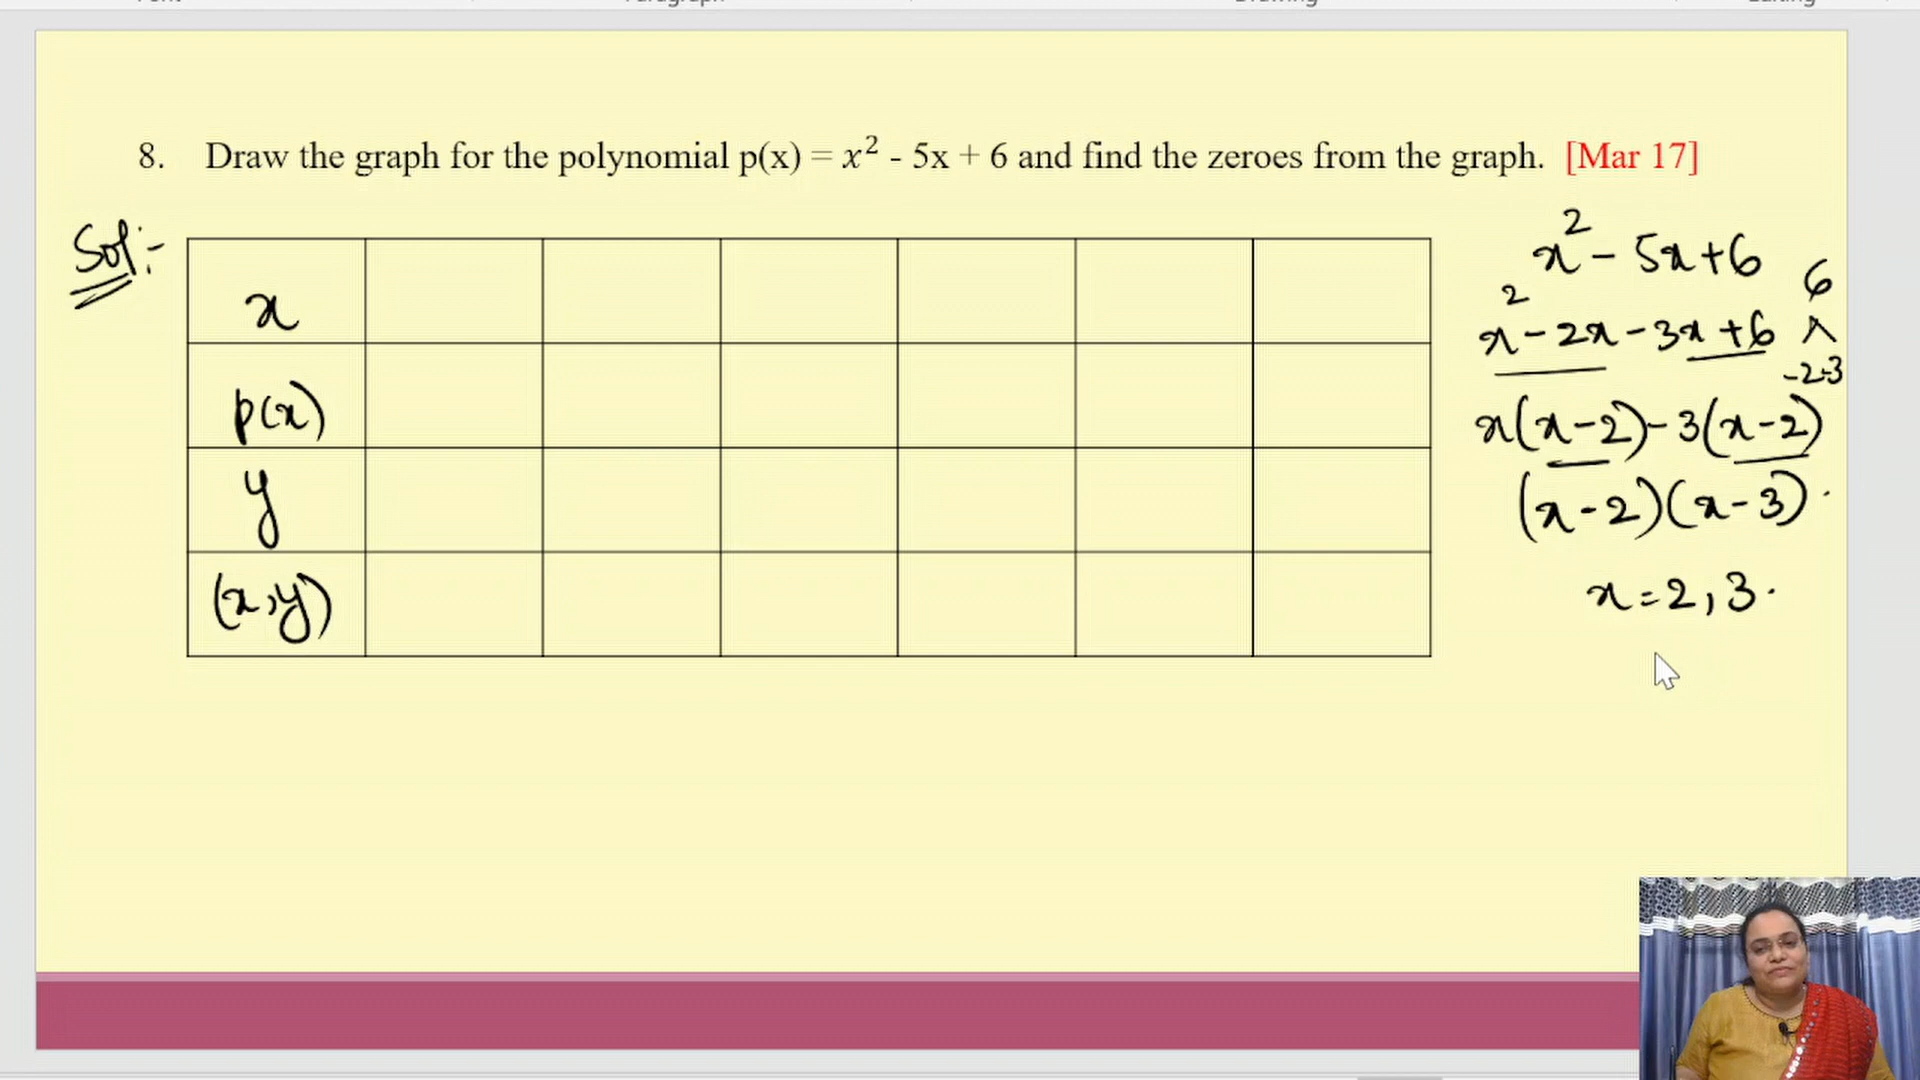 8. Draw the graph for the polynomial p(x) = x² - 5x + 6 and find the zeroes from the graph. [Mar 17]
Sol:-
x
p(x)
y
(x,y)
x² - 5x + 6
6
x² - 2x - 3x + 6
-2 -3
x(x-2) - 3(x-2)
(x-2)(x-3).
x = 2, 3.